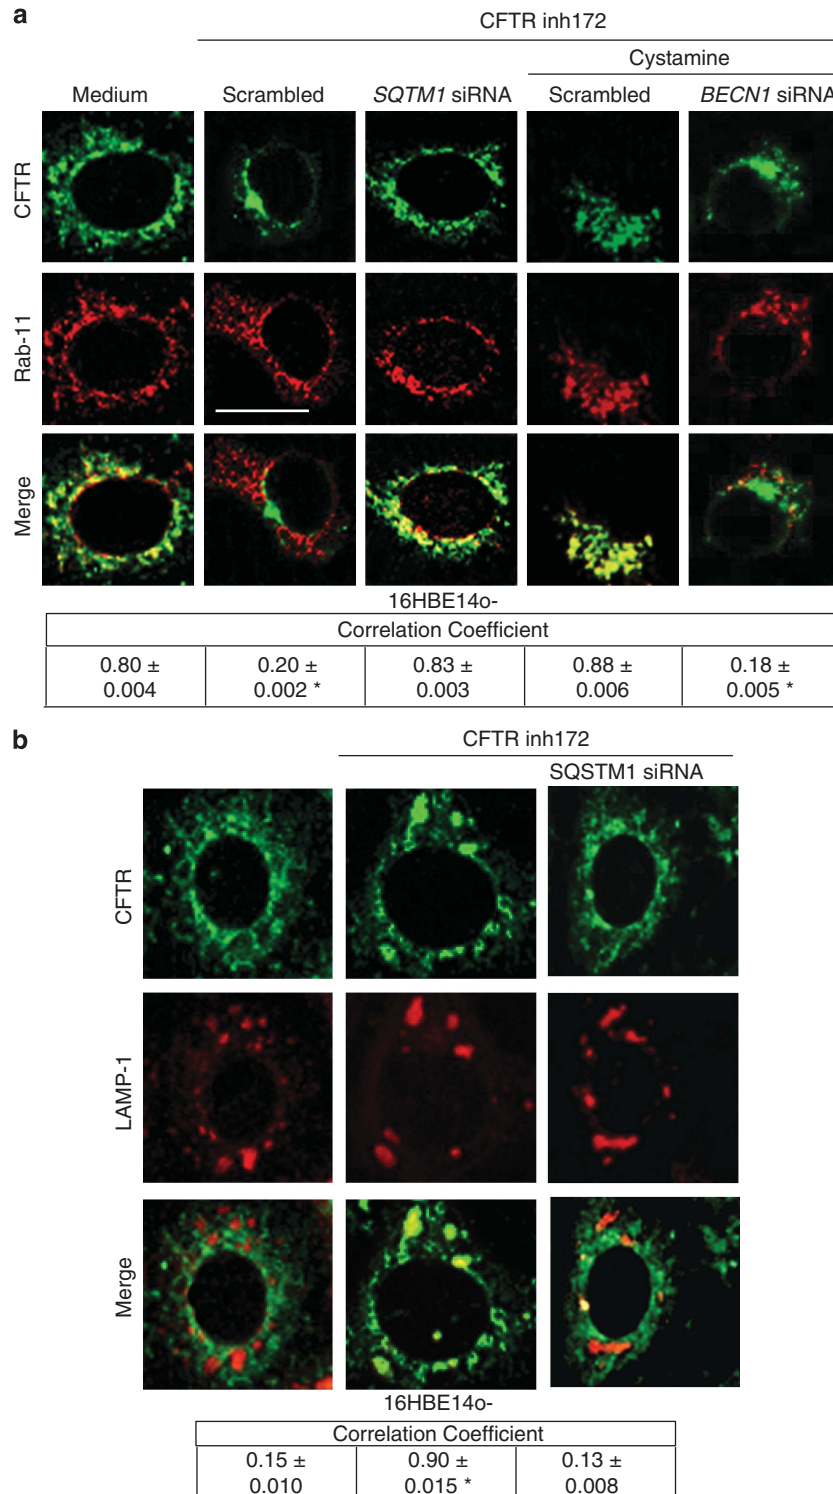 a
CFTR inh172
Cystamine
Medium Scrambled SQTM1 siRNA Scrambled BECN1 siRNA
CFTR
Rab-11
Merge
16HBE14o-
Correlation Coefficient
0.80 ± 0.20 ± 0.83 ± 0.88 ± 0.18 ±
0.004 0.002 * 0.003 0.006 0.005 *
b
CFTR inh172
SQSTM1 siRNA
CFTR
LAMP-1
Merge
16HBE14o-
Correlation Coefficient
0.15 ± 0.90 ± 0.13 ±
0.010 0.015 * 0.008